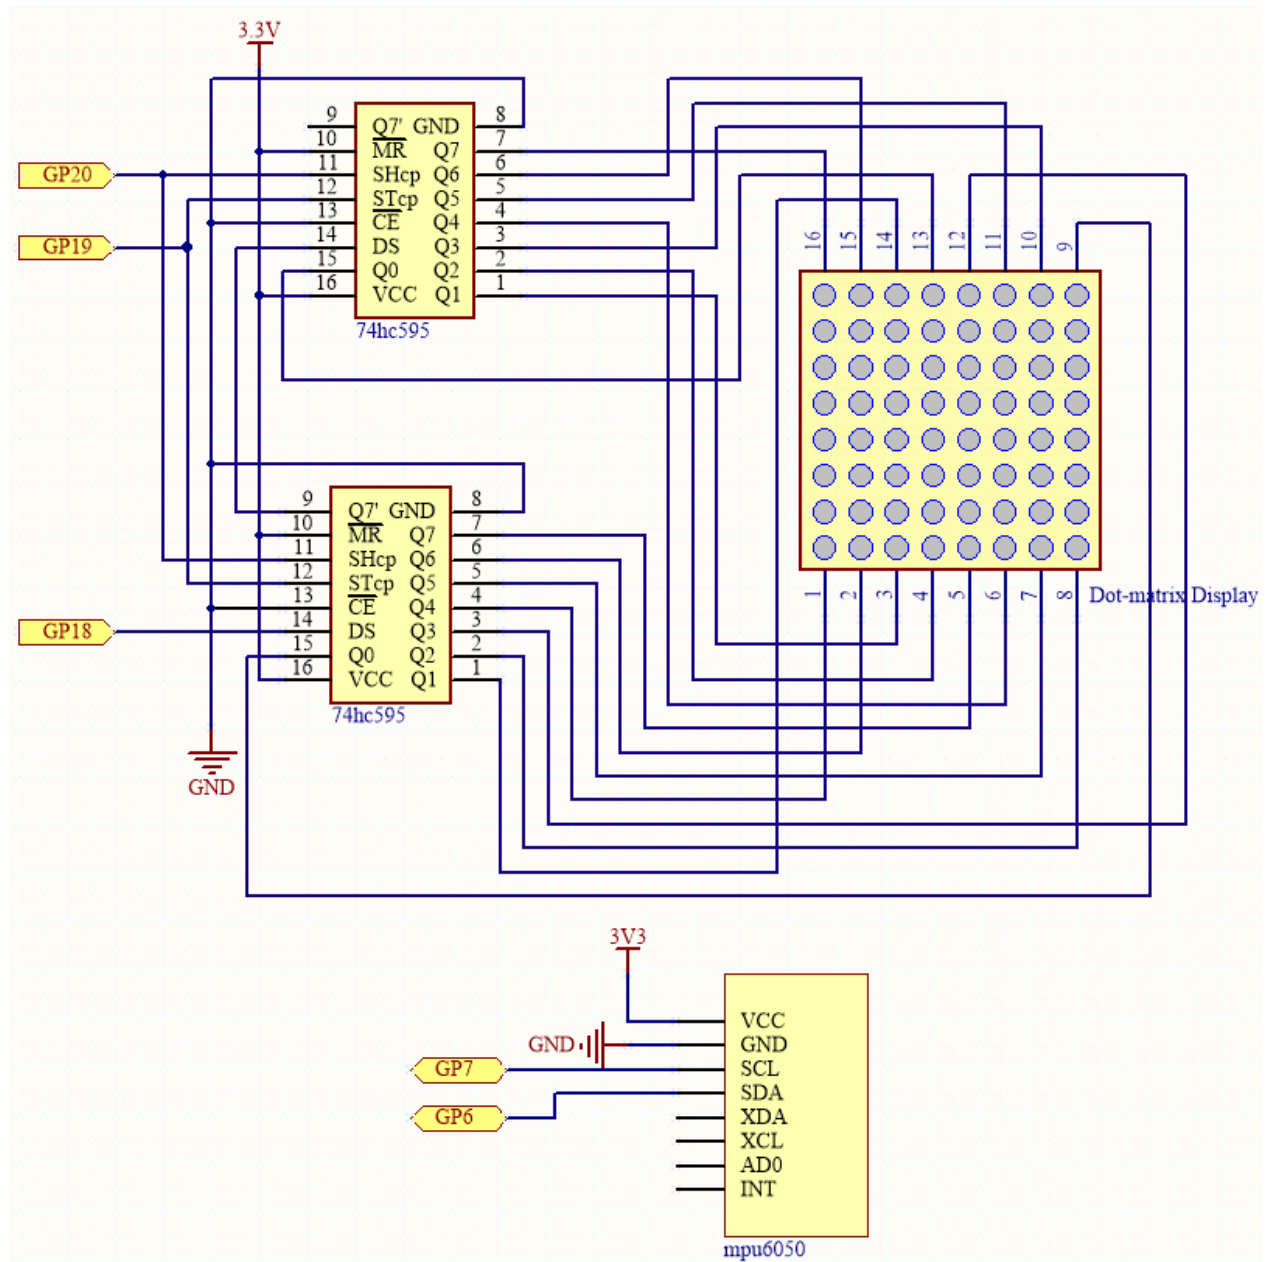 3.3V
9 Q7' GND 8
10 MR Q7 7
GP20 11 SHcp Q6 6
12 STcp Q5 5
13 CE Q4 4
GP19 14 DS Q3 3
15 Q0 Q2 2
16 VCC Q1 1
74hc595
16 15 14 13 12 11 10 9
9 Q7' GND 8
10 MR Q7 7
11 SHcp Q6 6
12 STcp Q5 5
13 CE Q4 4
GP18 14 DS Q3 3
15 Q0 Q2 2
16 VCC Q1 1
74hc595
1 2 3 4 5 6 7 8 Dot-matrix Display
GND
3V3
VCC
GND GND
GP7 SCL
SDA
GP6 XDA
XCL
AD0
INT
mpu6050